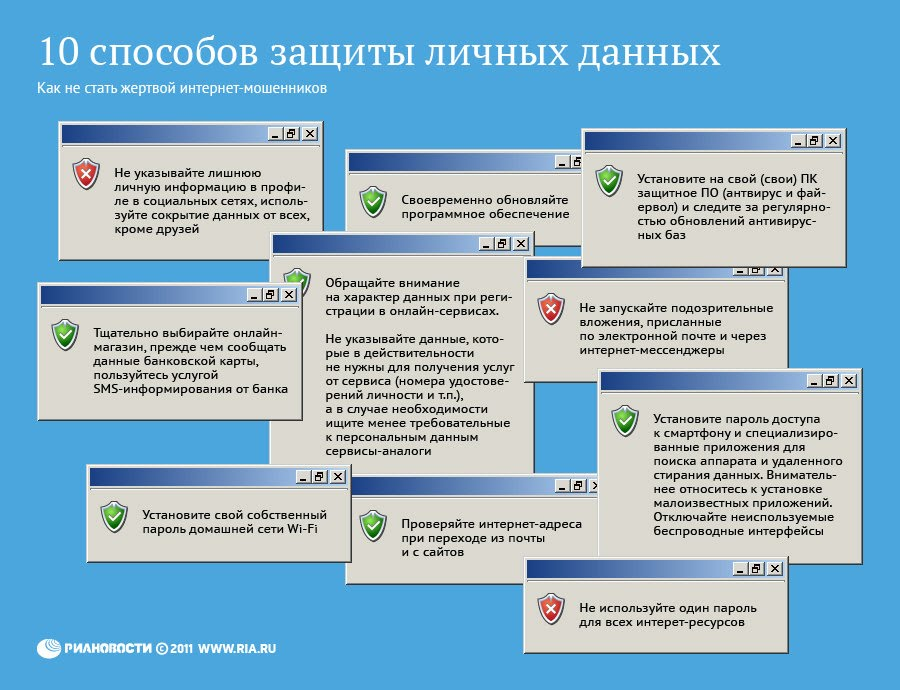 10 способов защиты личных данных
Как не стать жертвой интернет-мошенников
Не указывайте лишнюю
личную информацию в профи-
ле в социальных сетях, исполь-
зуйте сокрытие данных от всех,
кроме друзей
Своевременно обновляйте
программное обеспечение
Установите на свой (свои) ПК
защитное ПО (антивирус и фай-
ервол) и следите за регулярно-
стью обновлений антивирус-
ных баз
Тщательно выбирайте онлайн-
магазин, прежде чем сообщать
данные банковской карты,
пользуйтесь услугой
SMS-информирования от банка
Обращайте внимание
на характер данных при реги-
страции в онлайн-сервисах.
Не указывайте данные, кото-
рые в действительности
не нужны для получения услуг
от сервиса (номера удостове-
рений личности и т.п.),
а в случае необходимости
ищите менее требовательные
к персональным данным
сервисы-аналоги
Не запускайте подозрительные
вложения, присланные
по электронной почте и через
интернет-мессенджеры
Установите пароль доступа
к смартфону и специализиро-
ванные приложения для
поиска аппарата и удаленного
стирания данных. Вниматель-
нее относитесь к установке
малоизвестных приложений.
Отключайте неиспользуемые
беспроводные интерфейсы
Установите свой собственный
пароль домашней сети Wi-Fi
Проверяйте интернет-адреса
при переходе из почты
и с сайтов
Не используйте один пароль
для всех интерет-ресурсов
РИАНОВОСТИ © 2011 WWW.RIA.RU